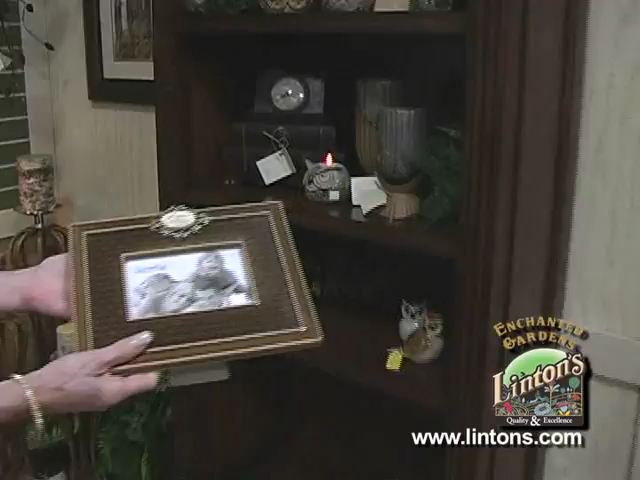 ENCHANTED
GARDENS
Linton's
Quality & Excellence
www.lintons.com